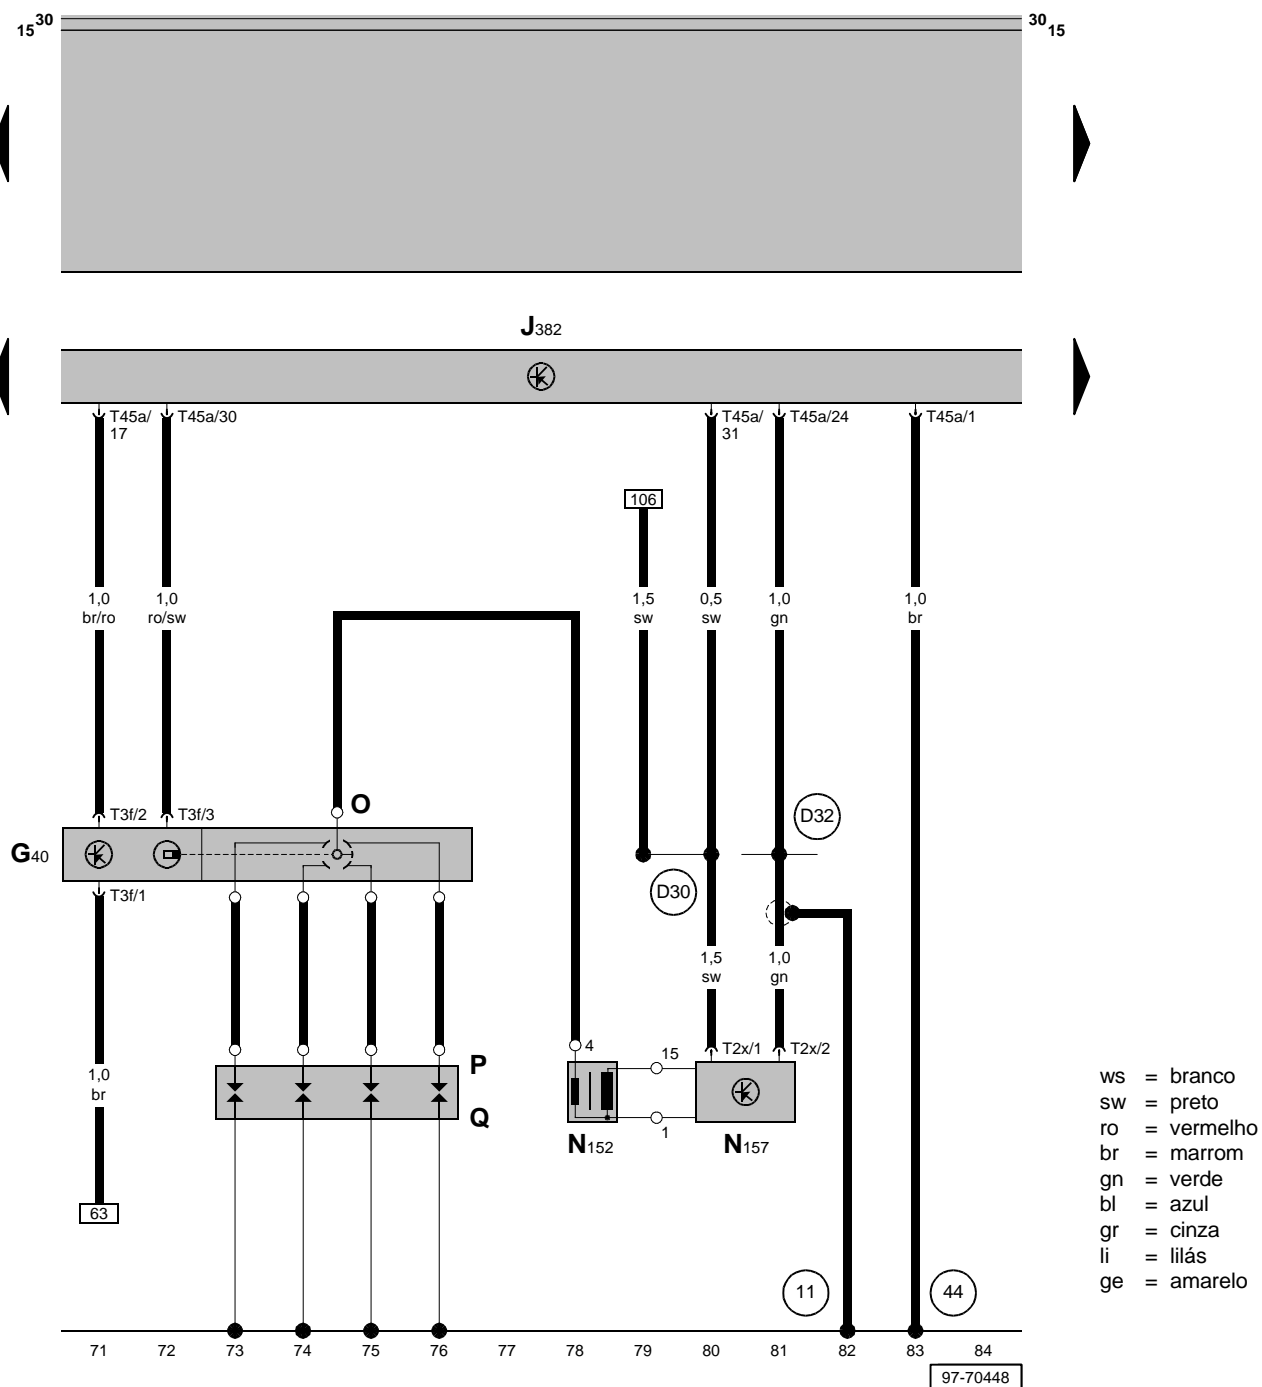 30
15
30
15
J382
T45a/
17
T45a/30
T45a/
31
T45a/24
T45a/1
106
1,0
br/ro
1,0
ro/sw
1,5
sw
0,5
sw
1,0
gn
1,0
br
T3f/2
T3f/3
O
D32
G40
D30
T3f/1
1,5
sw
1,0
gn
4
15
T2x/1
T2x/2
P
Q
1
N152
N157
1,0
br
63
11
44
ws = branco
sw = preto
ro = vermelho
br = marrom
gn = verde
bl = azul
gr = cinza
li = lilás
ge = amarelo
71 72 73 74 75 76 77 78 79 80 81 82 83 84
97-70448